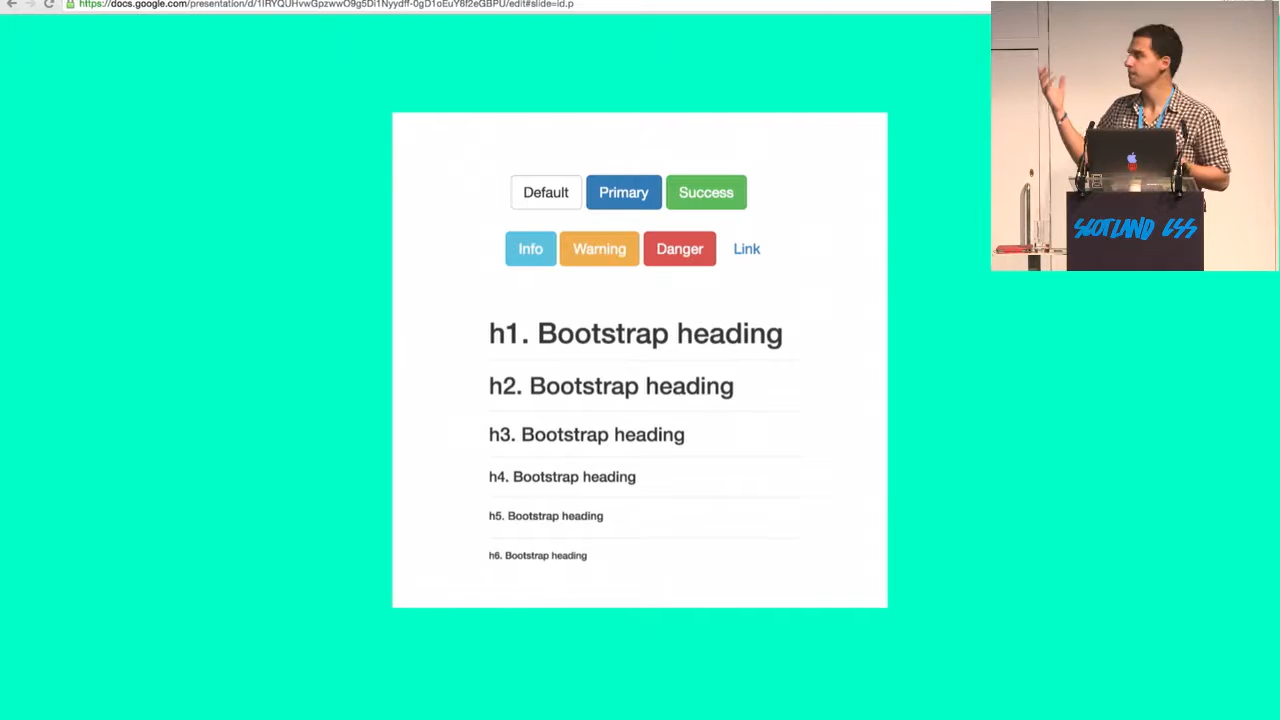 Default Primary Success
Info Warning Danger Link
h1. Bootstrap heading
h2. Bootstrap heading
h3. Bootstrap heading
h4. Bootstrap heading
h5. Bootstrap heading
h6. Bootstrap heading
SCOTLAND CSS